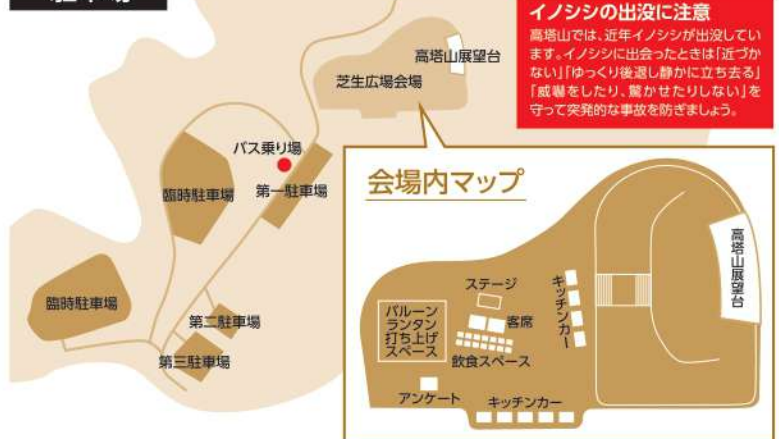 駐車場
イノシシの出没に注意
高塔山では、近年イノシシが出没してい
ます。イノシシに出会ったときは「近づか
ない」「ゆっくり後退し静かに立ち去る」
「威嚇をしたり、驚かせたりしない」を
守って突発的な事故を防ぎましょう。
高塔山展望台
芝生広場会場
バス乗り場
臨時駐車場
第一駐車場
臨時駐車場
第二駐車場
第三駐車場
会場内マップ
高塔山展望台
ステージ
キッチンカー
バルーン
ランタン
打ち上げ
スペース
客席
飲食スペース
アンケート
キッチンカー